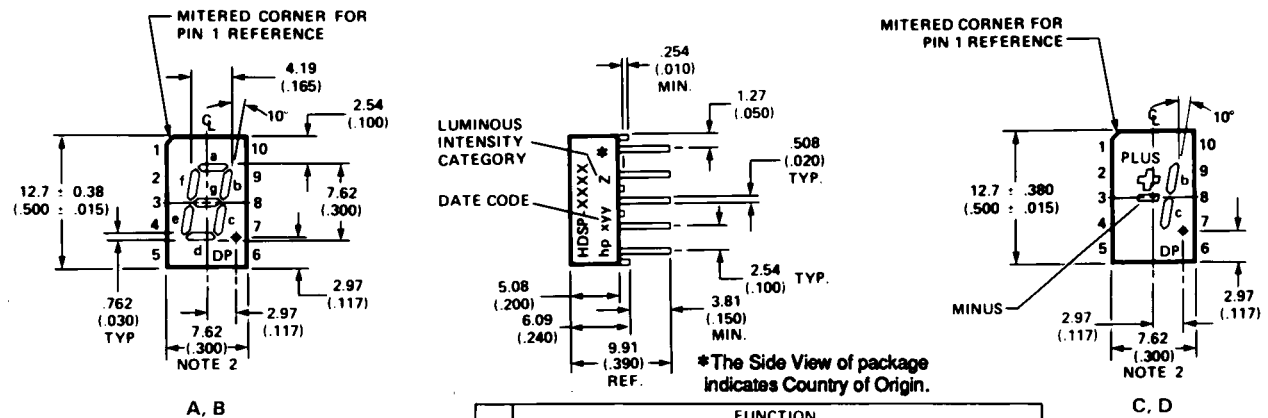 MITERED CORNER FOR
PIN 1 REFERENCE
4.19
(.165)
10°
2.54
(.100)
CL
1
2
3
4
5
10
9
8
7
6
a
f
b
g
e
c
d
DP
12.7 ± 0.38
(.500 ± .015)
7.62
(.300)
.762
(.030)
TYP
2.97
(.117)
2.97
(.117)
7.62
(.300)
NOTE 2
A, B
.254
(.010)
MIN.
1.27
(.050)
LUMINOUS
INTENSITY
CATEGORY
DATE CODE
HDSP-XXXX *
hp xyy Z
.508
(.020)
TYP.
2.54
(.100)
TYP.
5.08
(.200)
6.09
(.240)
3.81
(.150)
MIN.
9.91
(.390)
REF.
*The Side View of package
indicates Country of Origin.
FUNCTION
MITERED CORNER FOR
PIN 1 REFERENCE
CL
10°
1
2
3
4
5
10
9
8
7
6
PLUS
b
c
DP
12.7 ± .380
(.500 ± .015)
MINUS
2.97
(.117)
2.97
(.117)
7.62
(.300)
NOTE 2
C, D